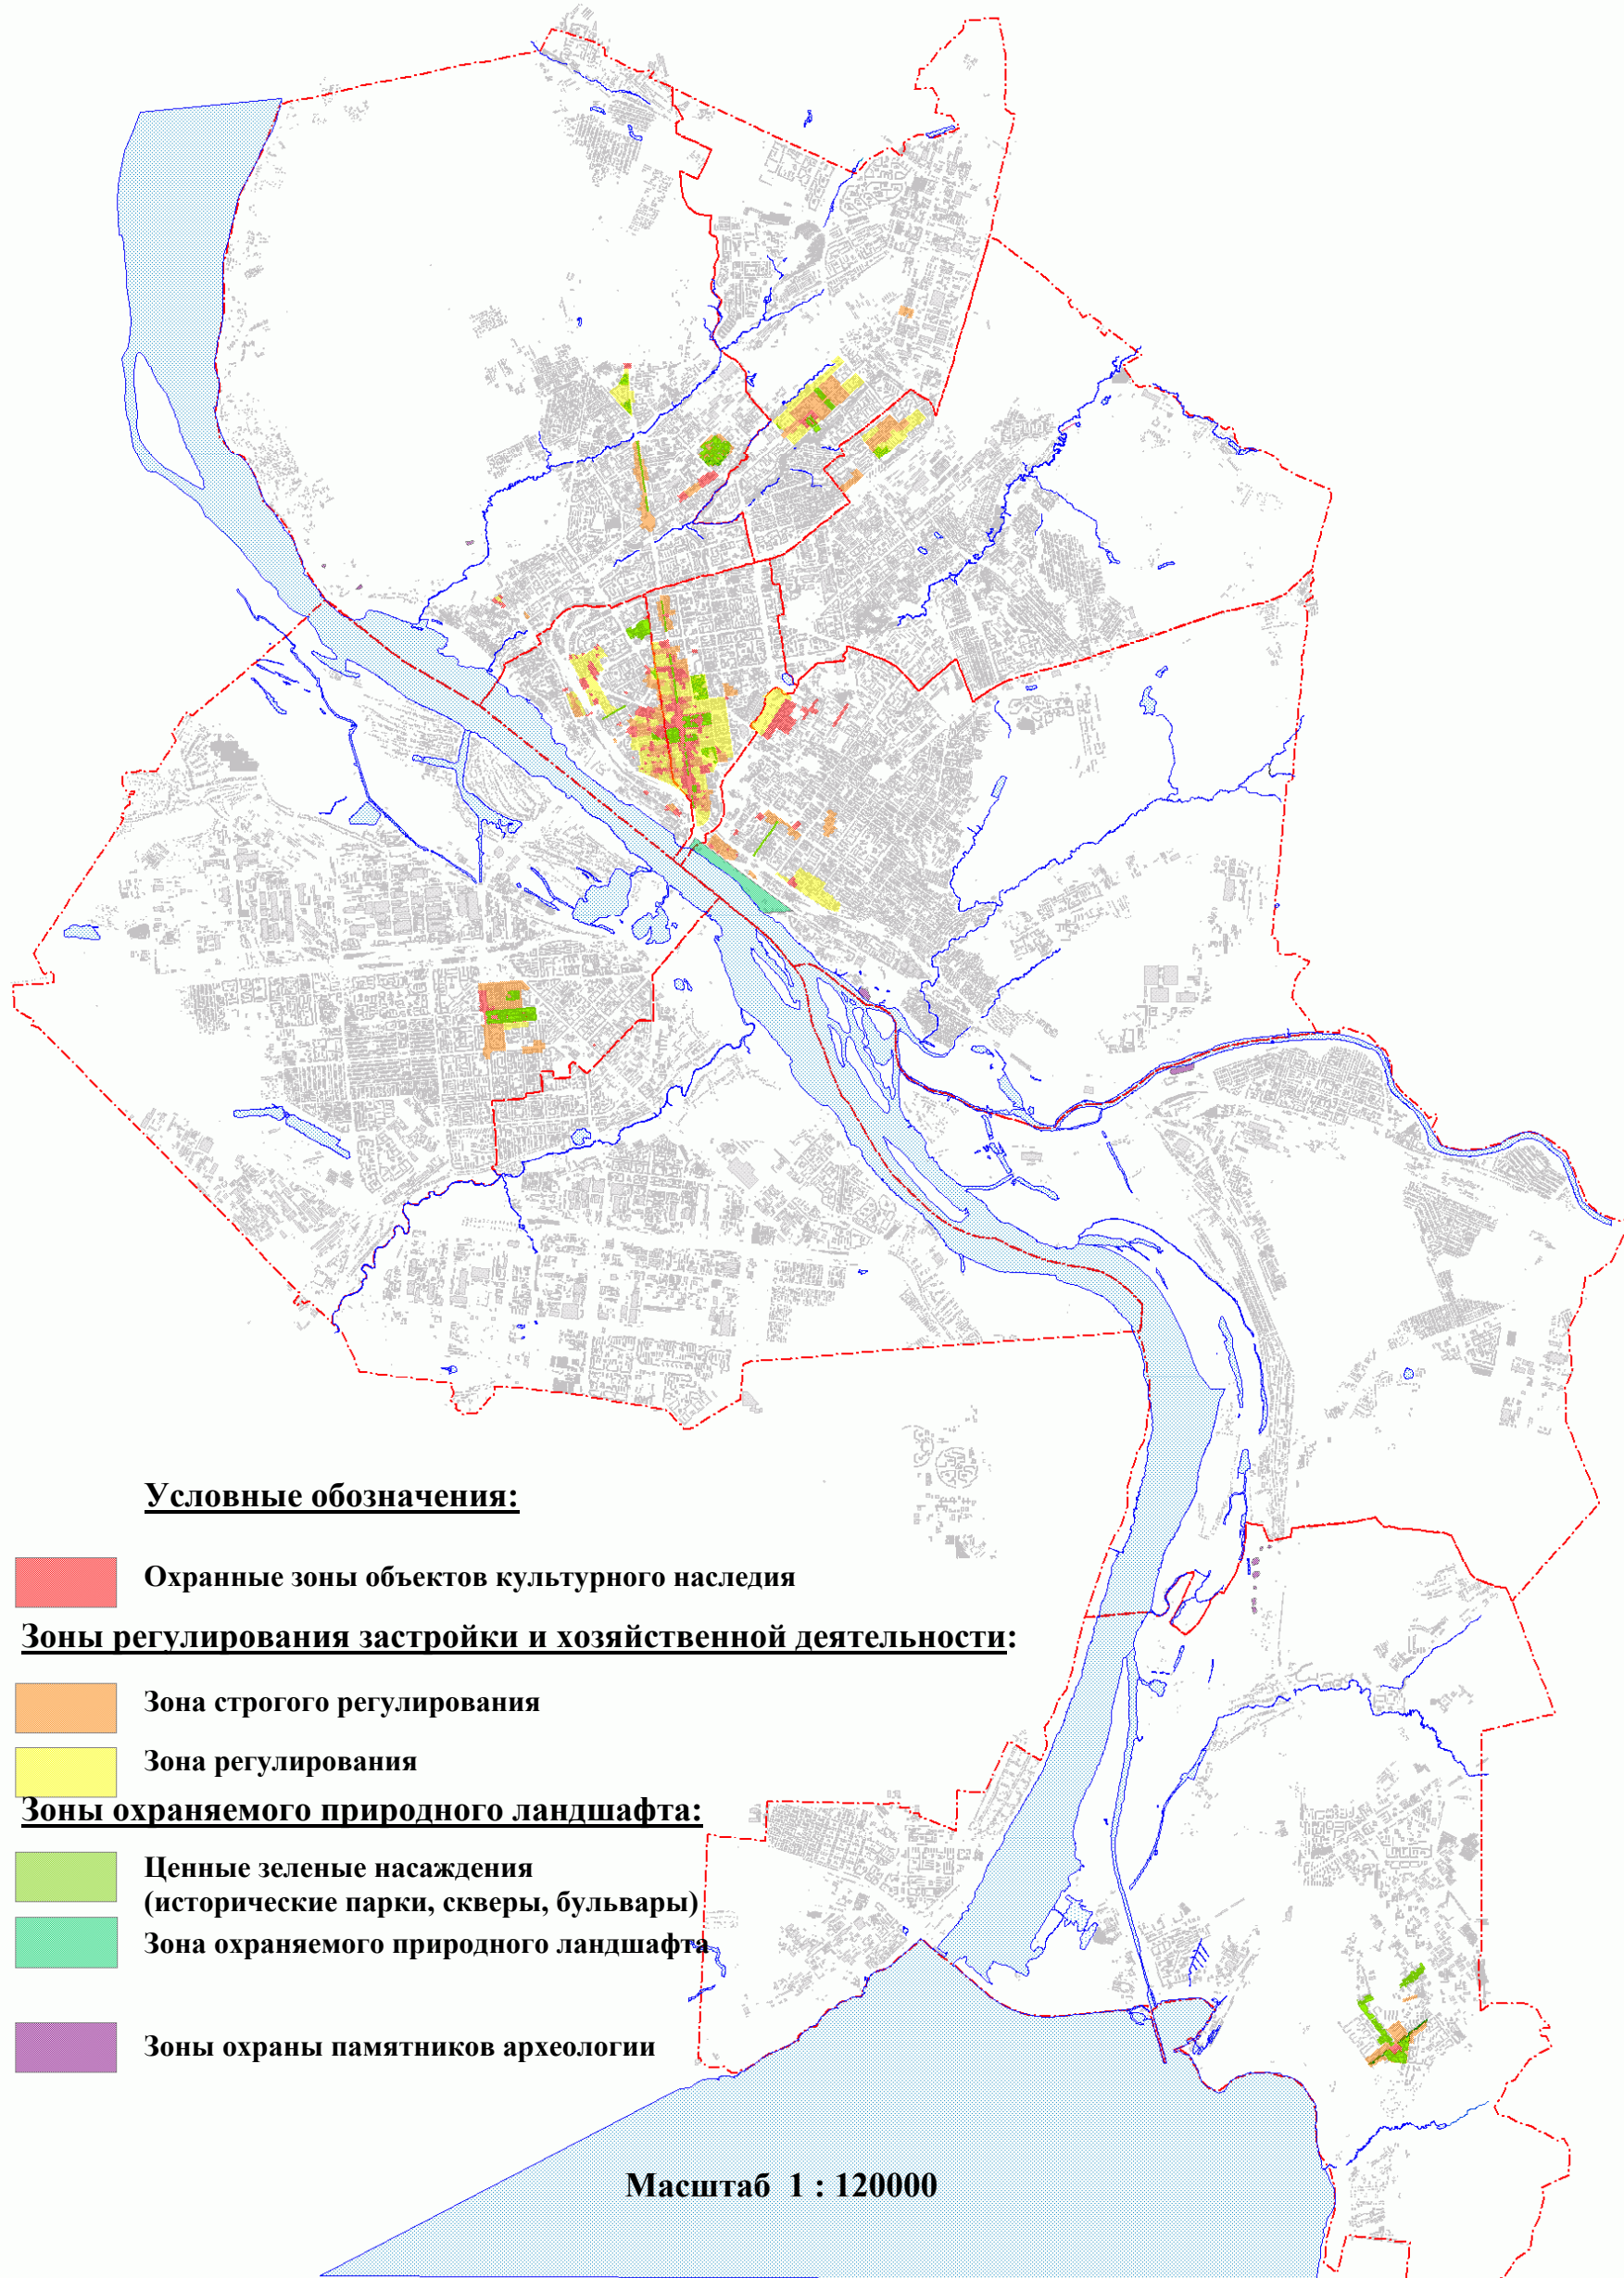 Условные обозначения:
Охранные зоны объектов культурного наследия
Зоны регулирования застройки и хозяйственной деятельности:
Зона строгого регулирования
Зона регулирования
Зоны охраняемого природного ландшафта:
Ценные зеленые насаждения
(исторические парки, скверы, бульвары)
Зона охраняемого природного ландшафта
Зоны охраны памятников археологии
Масштаб 1 : 120000